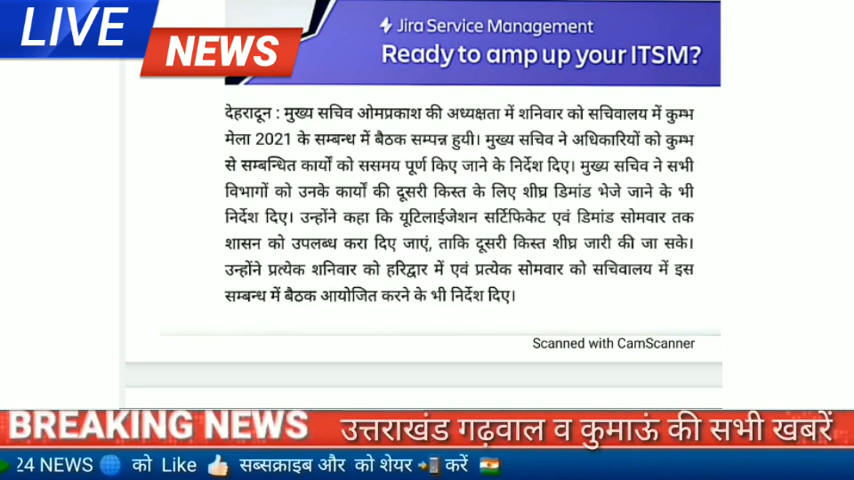 LIVE
NEWS
Jira Service Management
Ready to amp up your ITSM?
देहरादून : मुख्य सचिव ओमप्रकाश की अध्यक्षता में शनिवार को सचिवालय में कुम्भ
मेला 2021 के सम्बन्ध में बैठक सम्पन्न हुयी। मुख्य सचिव ने अधिकारियों को कुम्भ
से सम्बन्धित कार्यों को ससमय पूर्ण किए जाने के निर्देश दिए। मुख्य सचिव ने सभी
विभागों को उनके कार्यों की दूसरी किस्त के लिए शीघ्र डिमांड भेजे जाने के भी
निर्देश दिए। उन्होंने कहा कि यूटिलाईजेशन सर्टिफिकेट एवं डिमांड सोमवार तक
शासन को उपलब्ध करा दिए जाएं, ताकि दूसरी किस्त शीघ्र जारी की जा सके।
उन्होंने प्रत्येक शनिवार को हरिद्वार में एवं प्रत्येक सोमवार को सचिवालय में इस
सम्बन्ध में बैठक आयोजित करने के भी निर्देश दिए।
Scanned with CamScanner
BREAKING NEWS उत्तराखंड गढ़वाल व कुमाऊं की सभी खबरें
24 NEWS 🌐 को Like 👍 सब्सक्राइब और को शेयर 📲 करें 🇮🇳